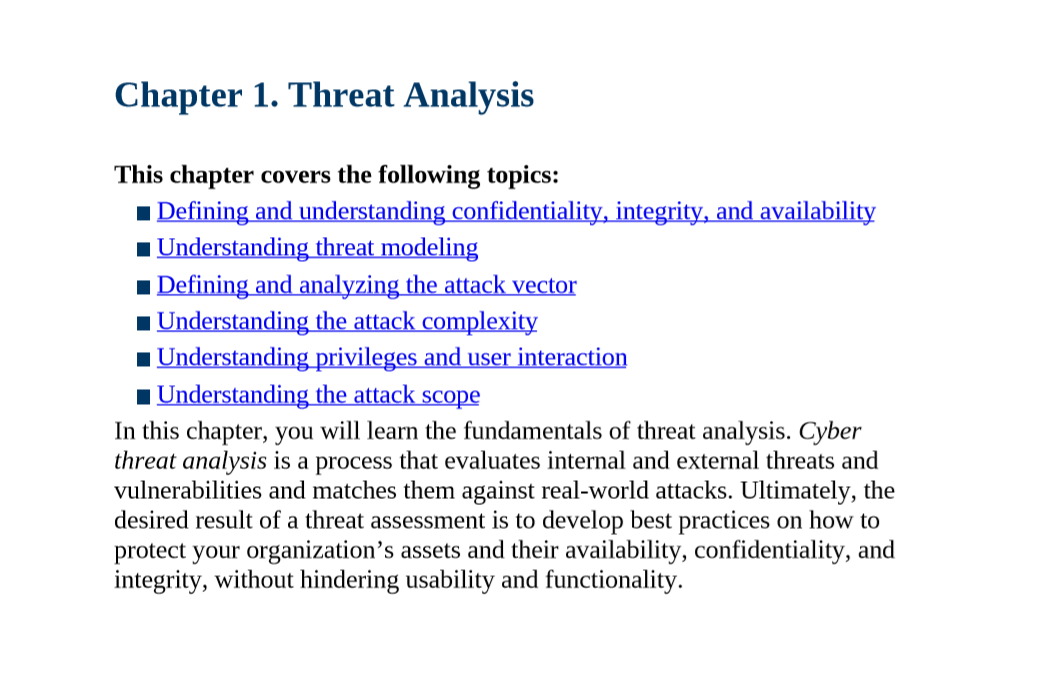 Chapter 1. Threat Analysis
This chapter covers the following topics:
■ Defining and understanding confidentiality, integrity, and availability
■ Understanding threat modeling
■ Defining and analyzing the attack vector
■ Understanding the attack complexity
■ Understanding privileges and user interaction
■ Understanding the attack scope
In this chapter, you will learn the fundamentals of threat analysis. Cyber
threat analysis is a process that evaluates internal and external threats and
vulnerabilities and matches them against real-world attacks. Ultimately, the
desired result of a threat assessment is to develop best practices on how to
protect your organization’s assets and their availability, confidentiality, and
integrity, without hindering usability and functionality.